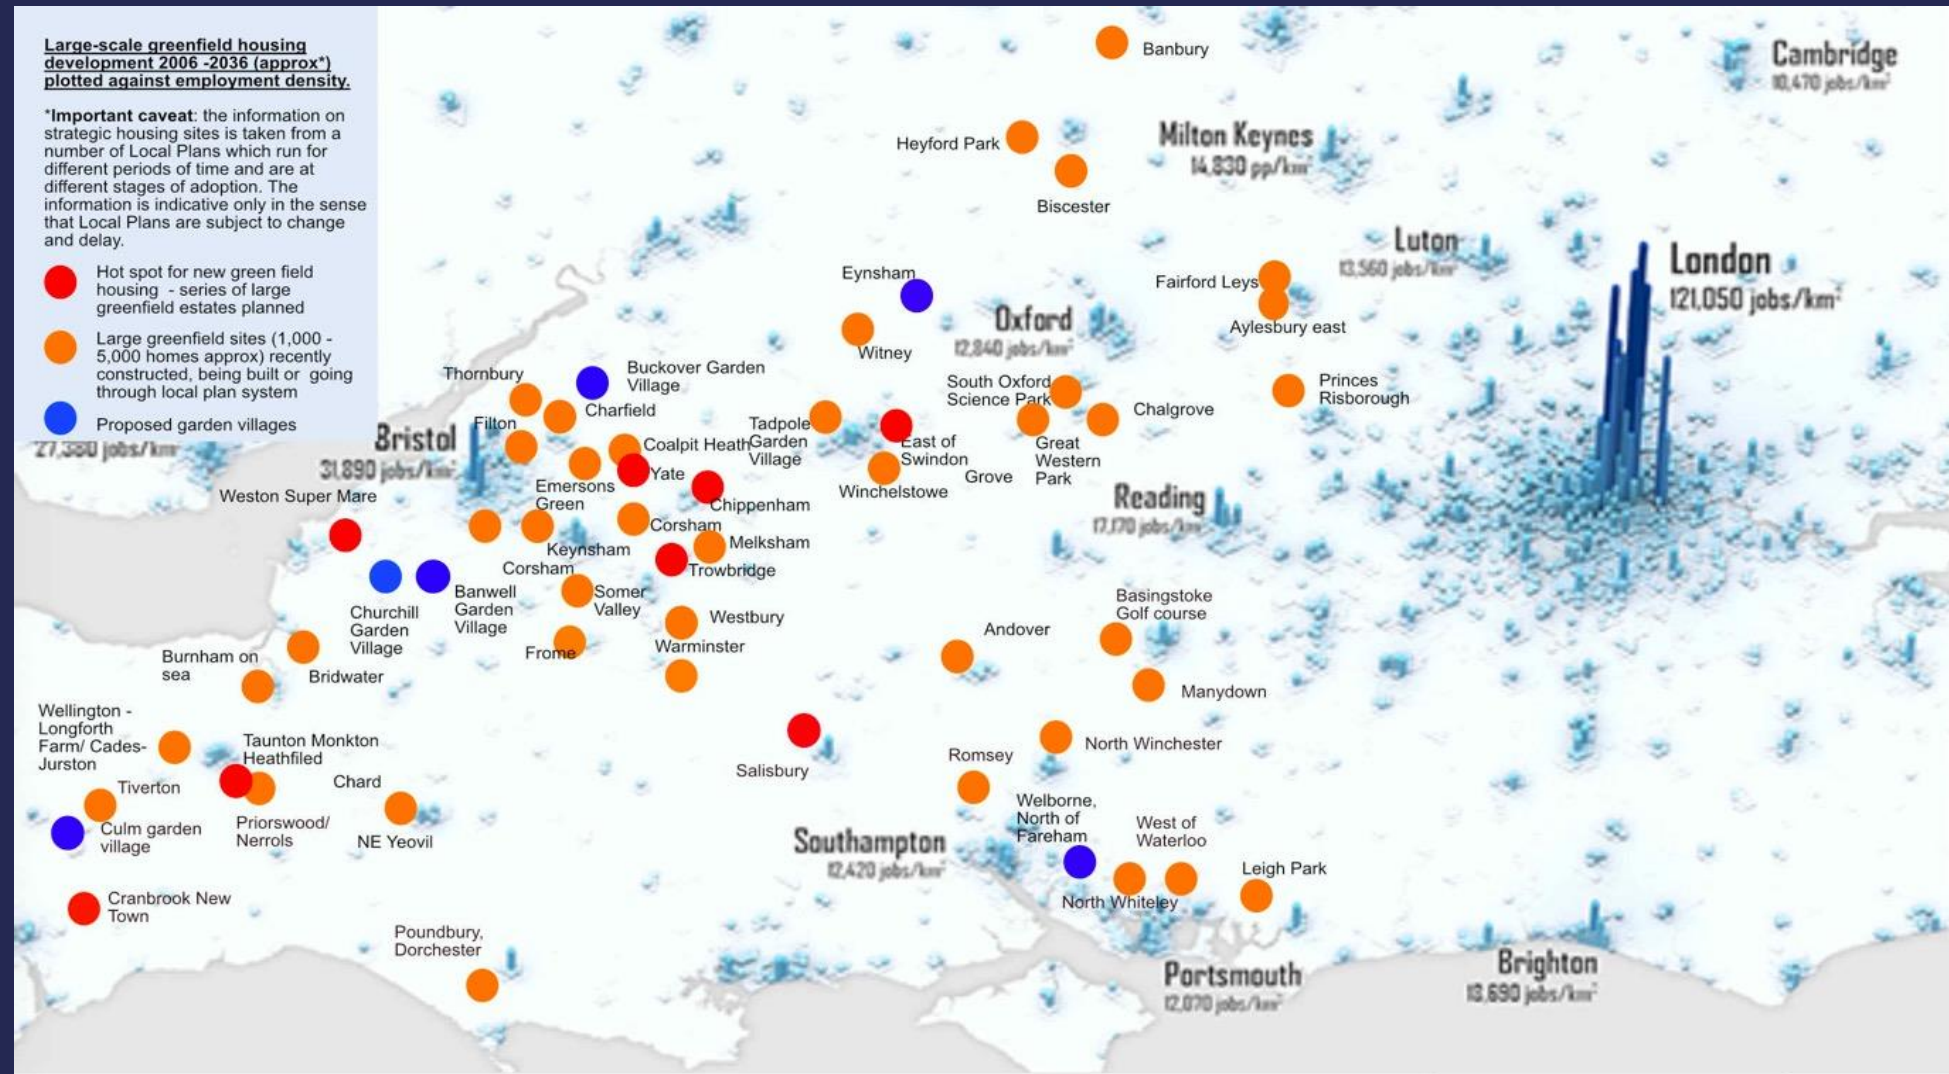 Large-scale greenfield housing
development 2006 -2036 (approx*)
plotted against employment density.
*Important caveat: the information on
strategic housing sites is taken from a
number of Local Plans which run for
different periods of time and are at
different stages of adoption. The
information is indicative only in the sense
that Local Plans are subject to change
and delay.
Hot spot for new green field
housing - series of large
greenfield estates planned
Large greenfield sites (1,000 -
5,000 homes approx) recently
constructed, being built or going
through local plan system
Proposed garden villages
27,380 jobs/km²
Banbury
Cambridge
10,470 jobs/km²
Heyford Park
Milton Keynes
14,830 pp/km²
Biscester
Luton
13,560 jobs/km²
London
121,050 jobs/km²
Eynsham
Fairford Leys
Aylesbury east
Oxford
12,840 jobs/km²
Witney
Thornbury
Buckover Garden
Village
Charfield
South Oxford
Science Park
Princes
Risborough
Chalgrove
Filton
Tadpole
Garden
Village
Bristol
31,890 jobs/km²
Coalpit Heath
East of
Swindon
Great
Western
Park
Yate
Grove
Winchelstowe
Emersons
Green
Chippenham
Weston Super Mare
Reading
17,170 jobs/km²
Corsham
Keynsham
Melksham
Corsham
Trowbridge
Banwell
Garden
Village
Somer
Valley
Churchill
Garden
Village
Basingstoke
Golf course
Westbury
Andover
Frome
Warminster
Burnham on
sea
Bridwater
Manydown
Wellington -
Longforth
Farm/ Cades-
Jurston
Taunton Monkton
Heathfiled
North Winchester
Romsey
Salisbury
Chard
Tiverton
Culm garden
village
Priorswood/
Nerrols
NE Yeovil
Welborne,
North of
Fareham
West of
Waterloo
Southampton
12,420 jobs/km²
Leigh Park
North Whiteley
Cranbrook New
Town
Poundbury,
Dorchester
Portsmouth
12,070 jobs/km²
Brighton
13,690 jobs/km²